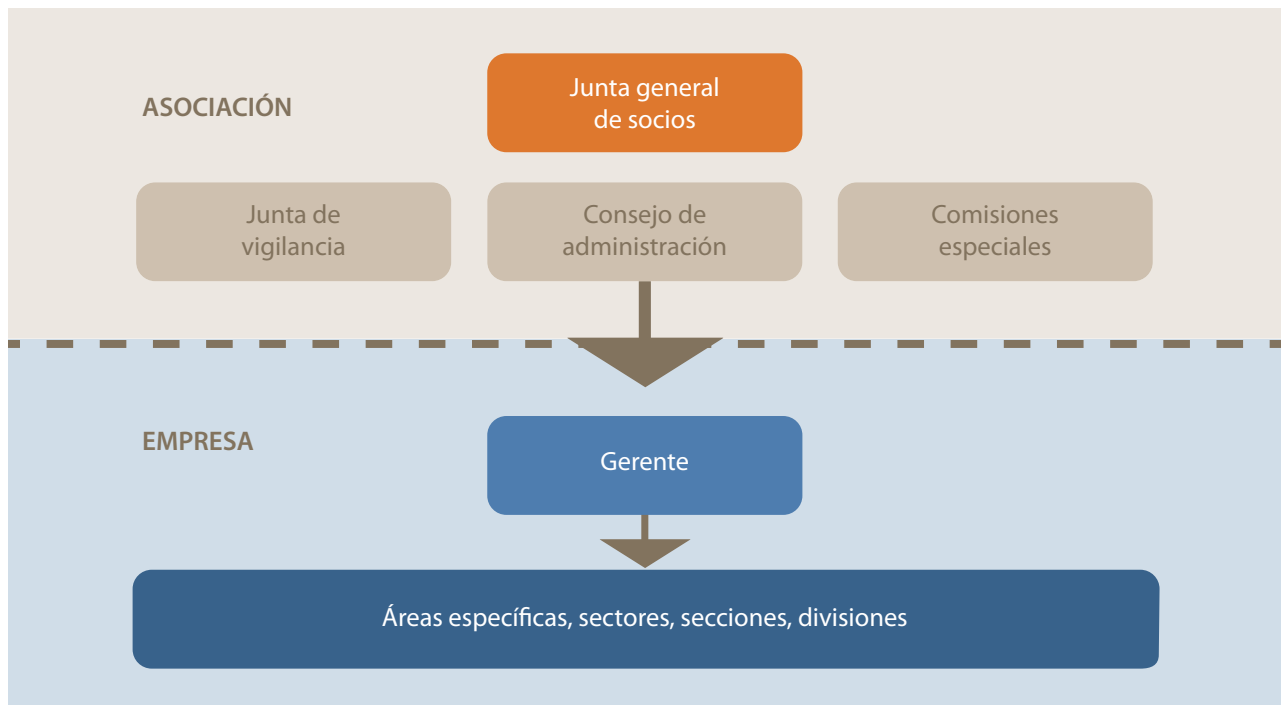 ASOCIACIÓN
Junta general
de socios
Junta de
vigilancia
Consejo de
administración
Comisiones
especiales
EMPRESA
Gerente
Áreas específicas, sectores, secciones, divisiones